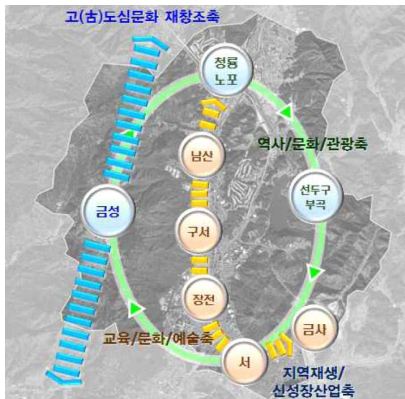 고(古)도심문화 재창조축
청룡
노포
역사/문화/관광축
남산
선두구
부곡
금성
구서
장전
금사
교육/문화/예술축
서
지역재생/
신성장산업축